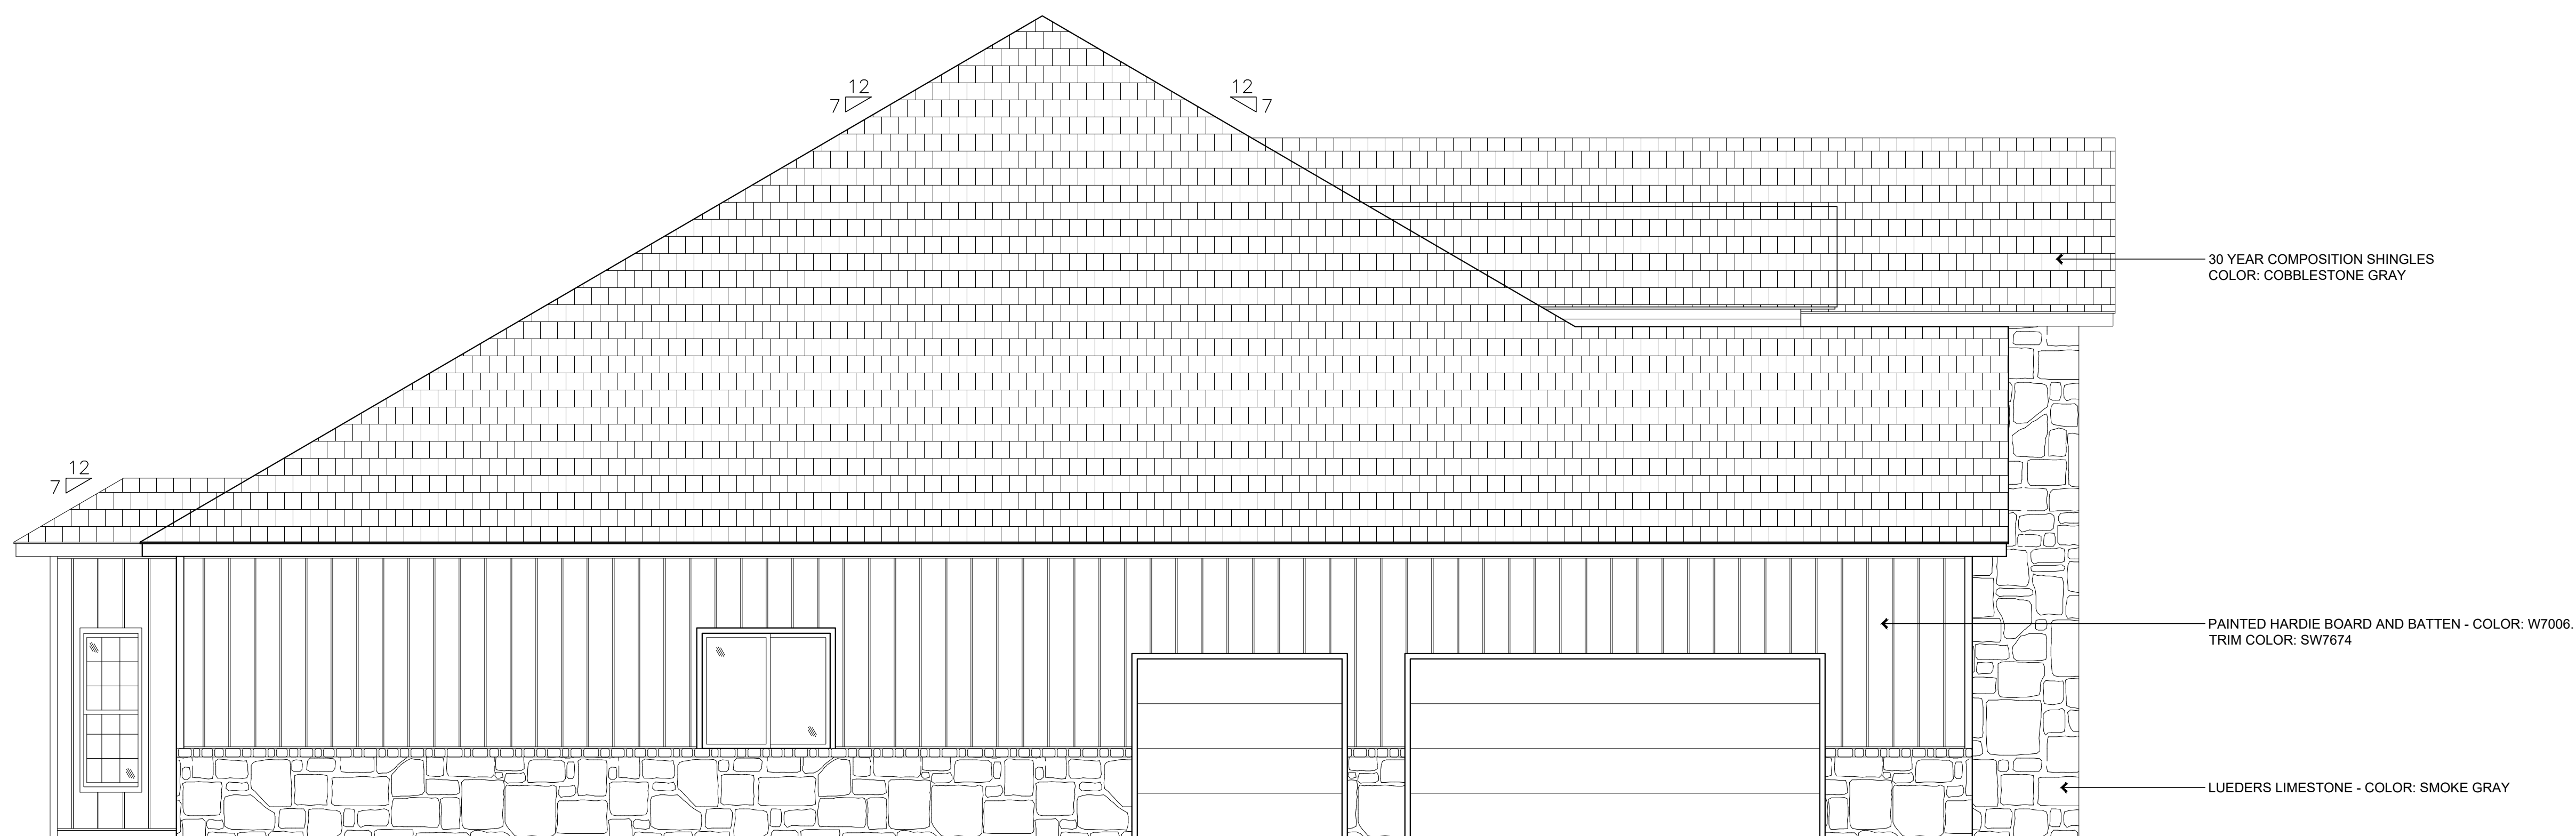 12
7
12
7
30 YEAR COMPOSITION SHINGLES
COLOR: COBBLESTONE GRAY
12
7
PAINTED HARDIE BOARD AND BATTEN - COLOR: W7006.
TRIM COLOR: SW7674
LUEDERS LIMESTONE - COLOR: SMOKE GRAY